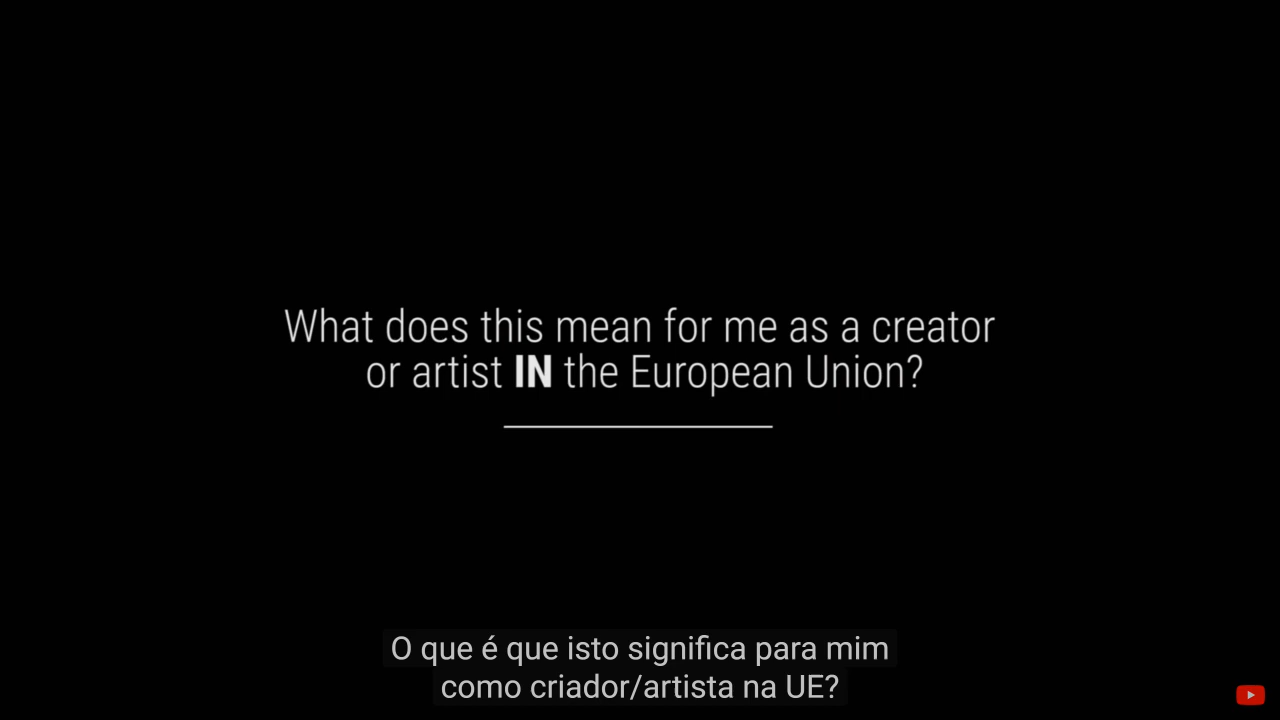 What does this mean for me as a creator
or artist IN the European Union?
O que é que isto significa para mim
como criador/artista na UE?